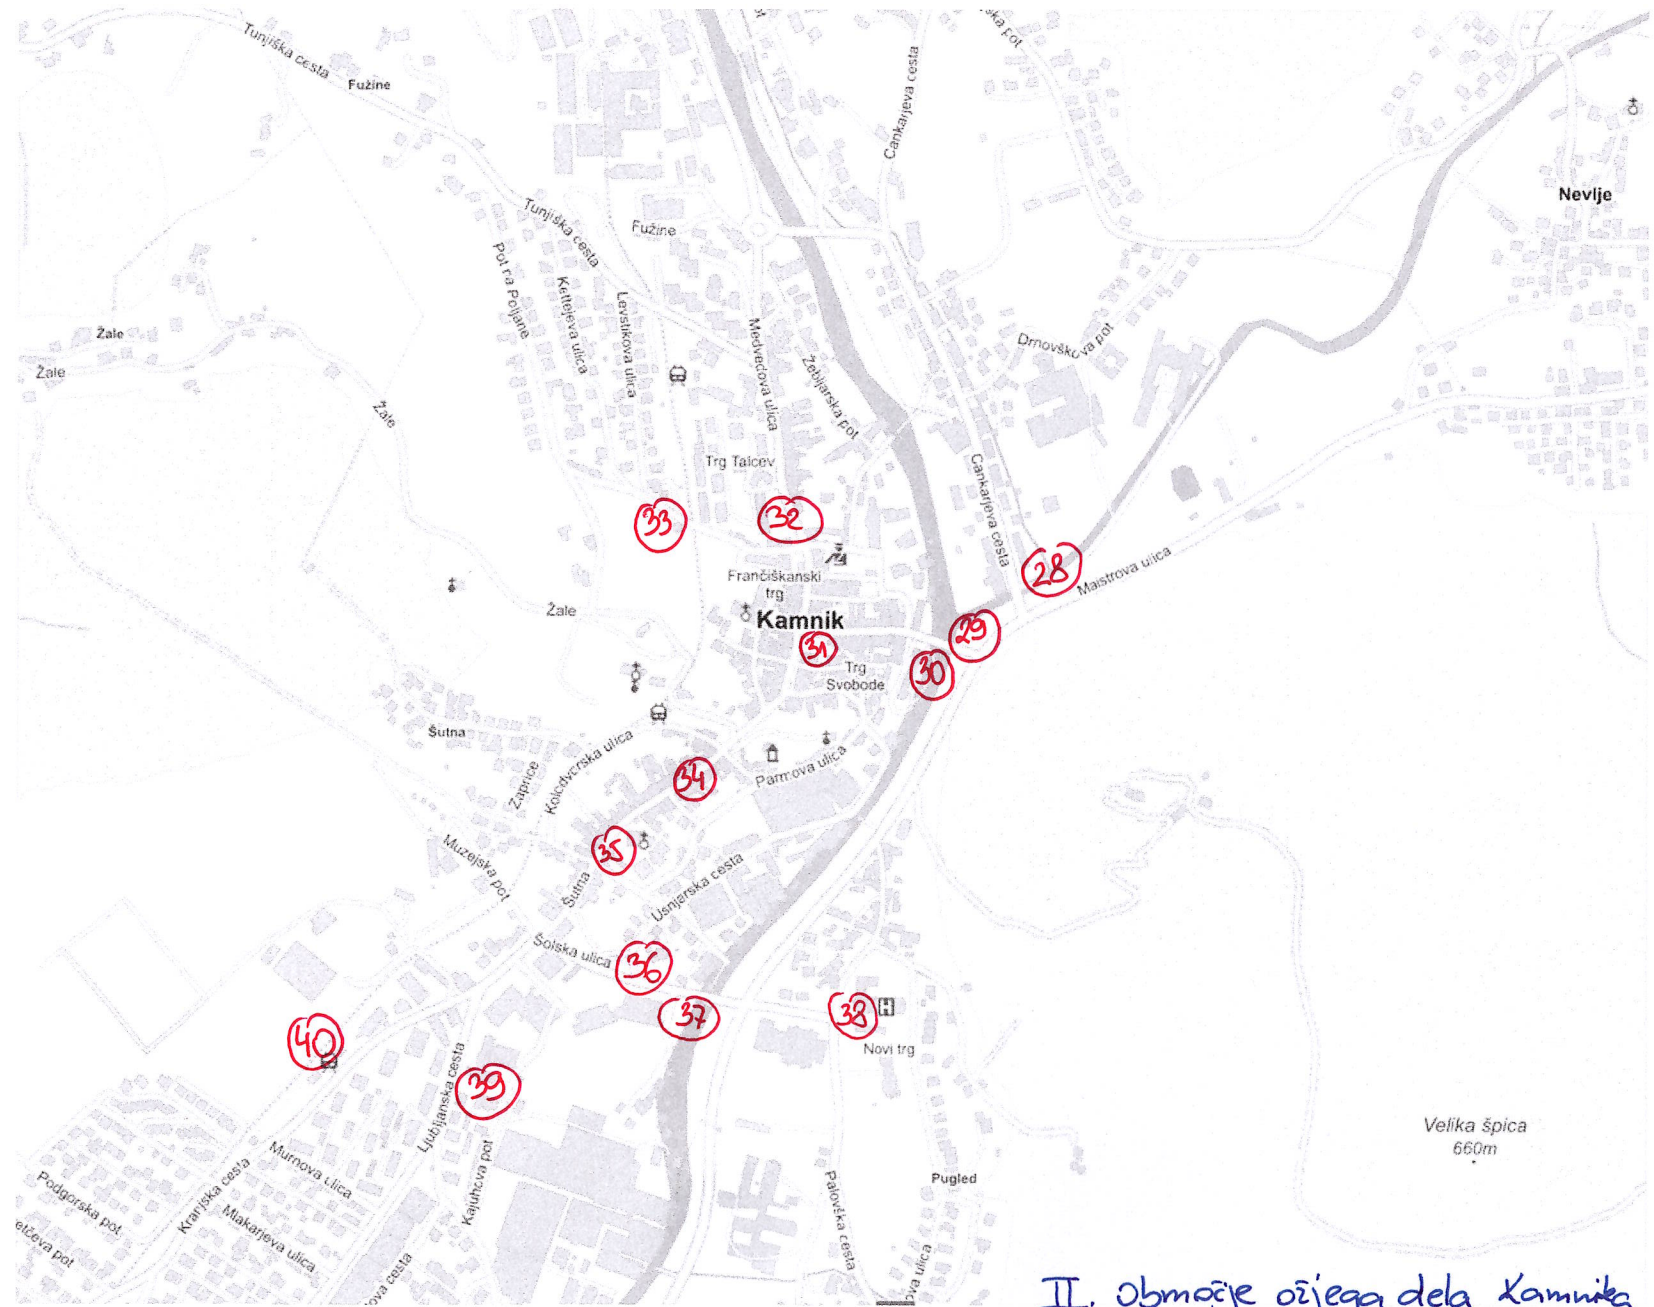 Tunjiška cesta
Fužine
Cankarjeva cesta
Nevlje
Tunjiška cesta
Fužine
Pot na Poljane
Kettejeva ulica
Levstikova ulica
Medvedova ulica
Žebljarska pot
Drnovškova pot
Žale
Žale
Žale
Trg Talcev
Cankarjeva cesta
33
32
28
Maistrova ulica
Frančiškanski
trg
Žale
Kamnik
29
31
Trg
Svobode
30
Šutna
Kolodvorska ulica
Zaprice
34
Parmova ulica
35
Muzejska pot
Šutna
Usnjarska cesta
Šolska ulica
36
37
38
H
Novi trg
40
39
Ljubljanska cesta
Velika špica
660m
Murnova ulica
Podgorska pot
Kranjska cesta
Mlakarjeva ulica
Kajuhova pot
Palovška cesta
Pugled
II. območje ožjega dela Kamnika